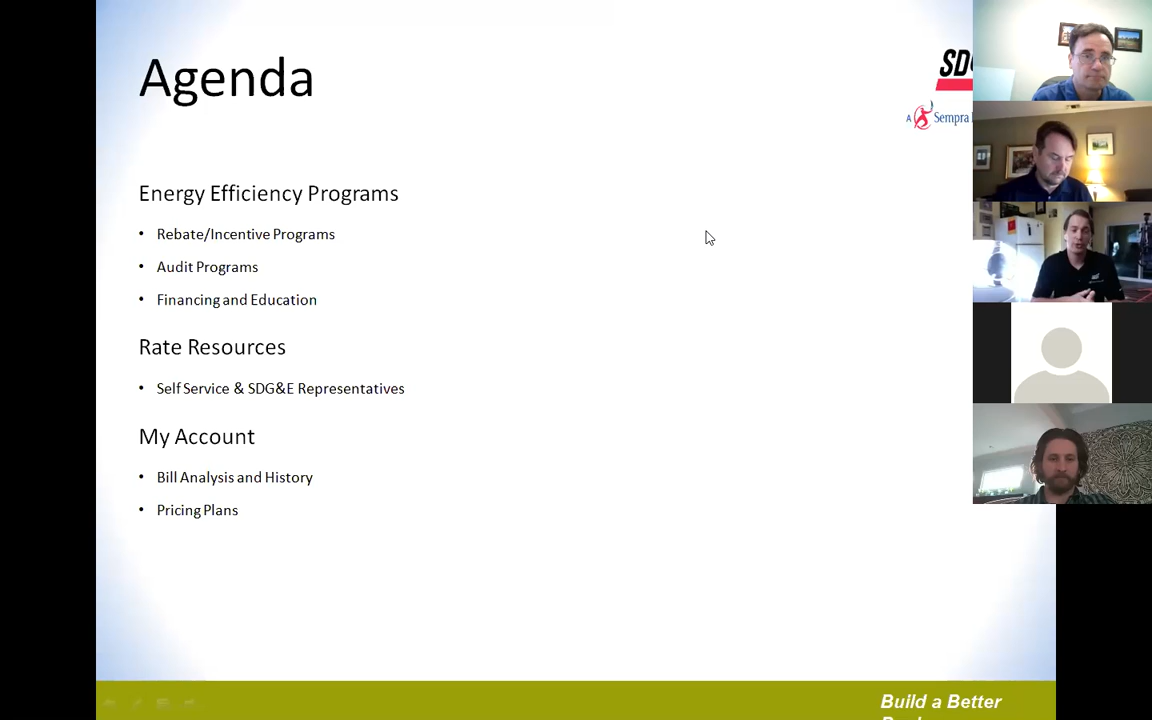 Agenda
SD
A Sempra
Energy Efficiency Programs
• Rebate/Incentive Programs
• Audit Programs
• Financing and Education
Rate Resources
• Self Service & SDG&E Representatives
My Account
• Bill Analysis and History
• Pricing Plans
Build a Better